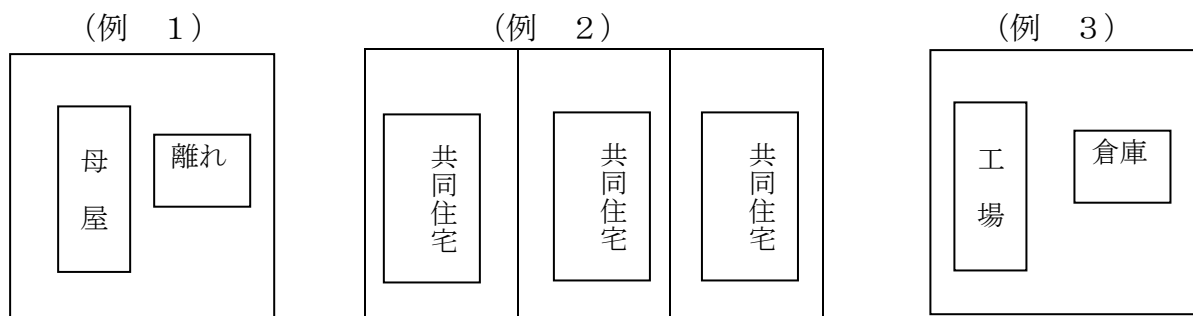 （例　１）
母屋
離れ
（例　２）
共同住宅
共同住宅
共同住宅
（例　３）
工場
倉庫